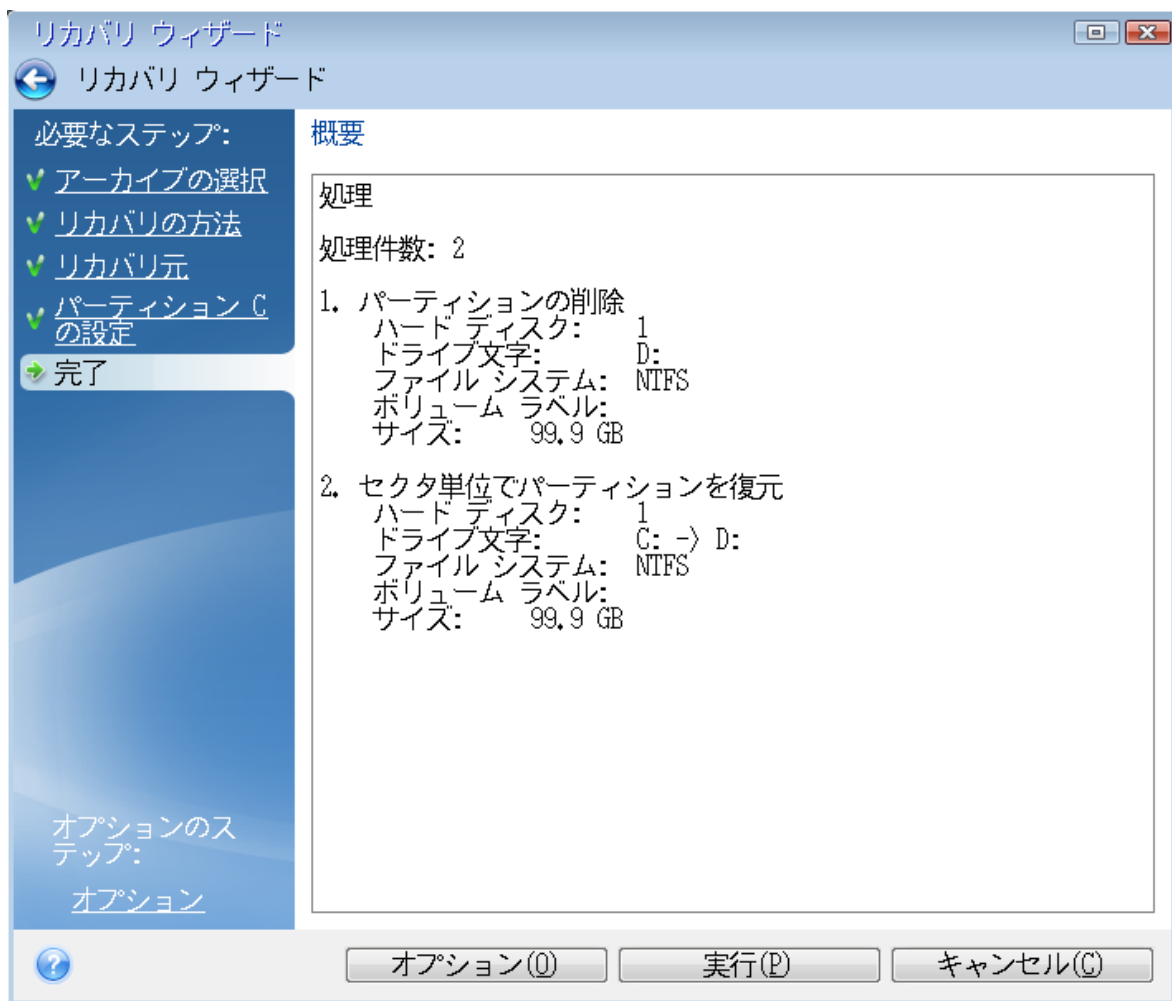 リカバリ ウィザード
リカバリ ウィザード
必要なステップ:
アーカイブの選択
リカバリの方法
リカバリ元
パーティション C
の設定
完了
オプションのス
テップ:
オプション
概要
処理
処理件数: 2
1. パーティションの削除
ハード ディスク: 1
ドライブ文字: D:
ファイル システム: NTFS
ボリューム ラベル:
サイズ: 99.9 GB
2. セクタ単位でパーティションを復元
ハード ディスク: 1
ドライブ文字: C: -> D:
ファイル システム: NTFS
ボリューム ラベル:
サイズ: 99.9 GB
オプション(O) 実行(P) キャンセル(C)